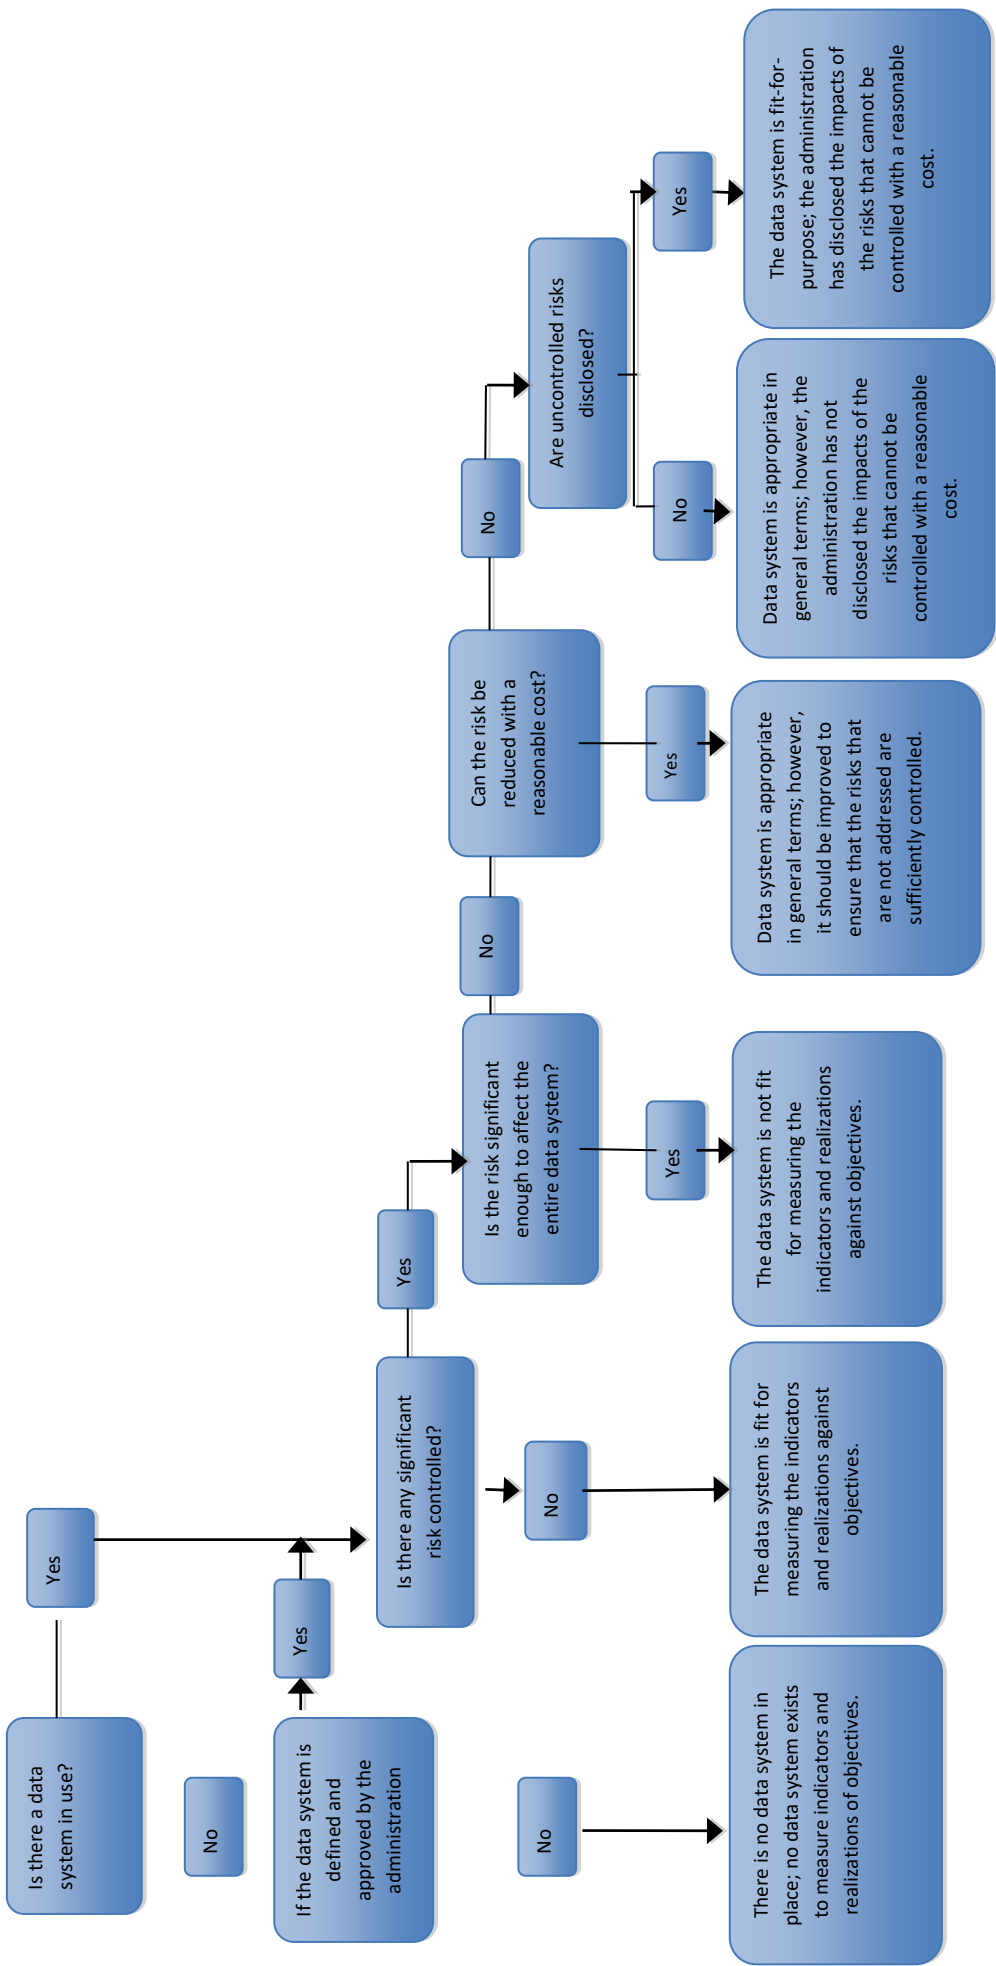 Is there a data
system in use?
Yes
No
If the data system is
defined and
approved by the
administration
Yes
Is there any significant
risk controlled?
Yes
No
Is the risk significant
enough to affect the
entire data system?
No
Yes
Can the risk be
reduced with a
reasonable cost?
No
Yes
Are uncontrolled risks
disclosed?
No
Yes
No
There is no data system in
place; no data system exists
to measure indicators and
realizations of objectives.
The data system is fit for
measuring the indicators
and realizations against
objectives.
The data system is not fit
for measuring the
indicators and realizations
against objectives.
Data system is appropriate
in general terms; however,
it should be improved to
ensure that the risks that
are not addressed are
sufficiently controlled.
Data system is appropriate in
general terms; however, the
administration has not
disclosed the impacts of the
risks that cannot be
controlled with a reasonable
cost.
The data system is fit-for-
purpose; the administration
has disclosed the impacts of
the risks that cannot be
controlled with a reasonable
cost.